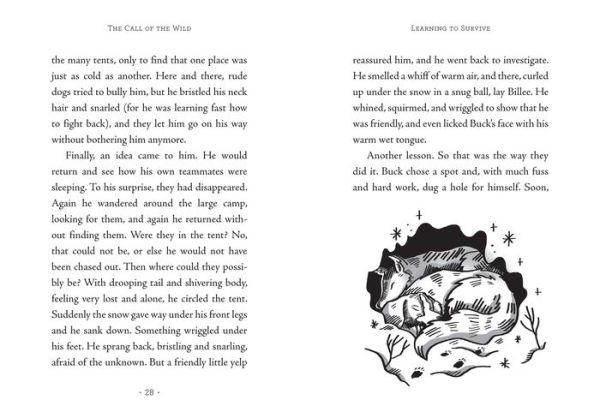 The Call of the Wild
the many tents, only to find that one place was
just as cold as another. Here and there, rude
dogs tried to bully him, but he bristled his neck
hair and snarled (for he was learning fast how
to fight back), and they let him go on his way
without bothering him anymore.
Finally, an idea came to him. He would
return and see how his own teammates were
sleeping. To his surprise, they had disappeared.
Again he wandered around the large camp,
looking for them, and again he returned with-
out finding them. Were they in the tent? No,
that could not be, or else he would not have
been chased out. Then where could they possi-
bly be? With drooping tail and shivering body,
feeling very lost and alone, he circled the tent.
Suddenly the snow gave way under his front legs
and he sank down. Something wriggled under
his feet. He sprang back, bristling and snarling,
afraid of the unknown. But a friendly little yelp
· 28 ·
Learning to Survive
reassured him, and he went back to investigate.
He smelled a whiff of warm air, and there, curled
up under the snow in a snug ball, lay Billee. He
whined, squirmed, and wriggled to show that he
was friendly, and even licked Buck's face with his
warm wet tongue.
Another lesson. So that was the way they
did it. Buck chose a spot and, with much fuss
and hard work, dug a hole for himself. Soon,